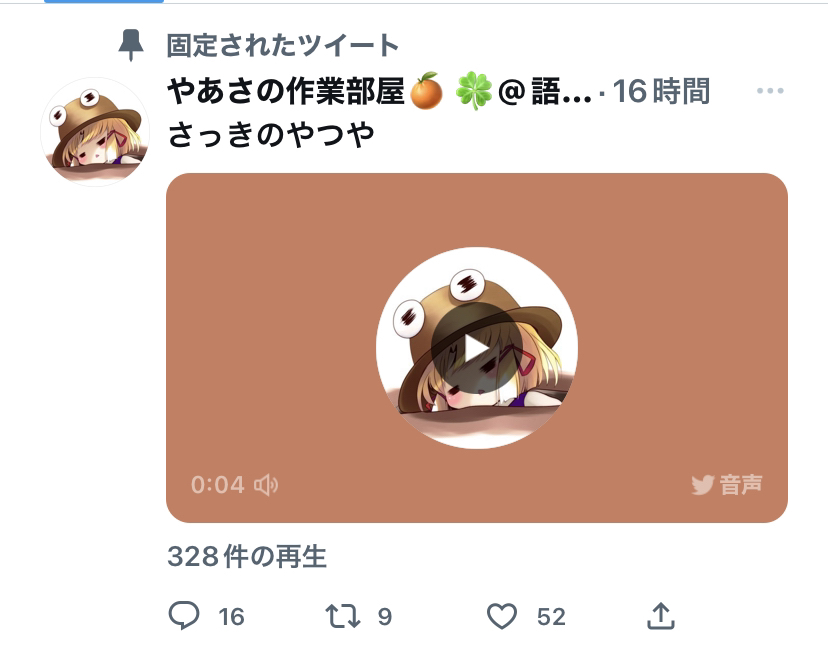 固定されたツイート
やあさの作業部屋🍊 🍀@語...·16時間
さっきのやつや
0:04
音声
328件の再生
16 9 52